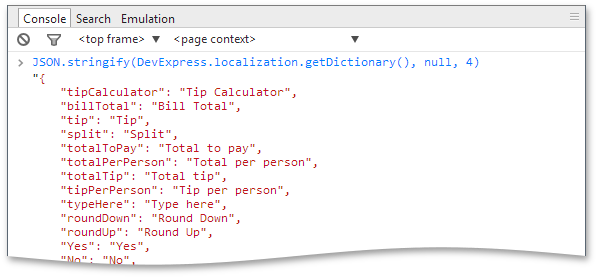 Console Search Emulation
<top frame> ▼ <page context> ▼
> JSON.stringify(DevExpress.localization.getDictionary(), null, 4)
"{
    "tipCalculator": "Tip Calculator",
    "billTotal": "Bill Total",
    "tip": "Tip",
    "split": "Split",
    "totalToPay": "Total to pay",
    "totalPerPerson": "Total per person",
    "totalTip": "Total tip",
    "tipPerPerson": "Tip per person",
    "typeHere": "Type here",
    "roundDown": "Round Down",
    "roundUp": "Round Up",
    "Yes": "Yes",
    "No": "No",